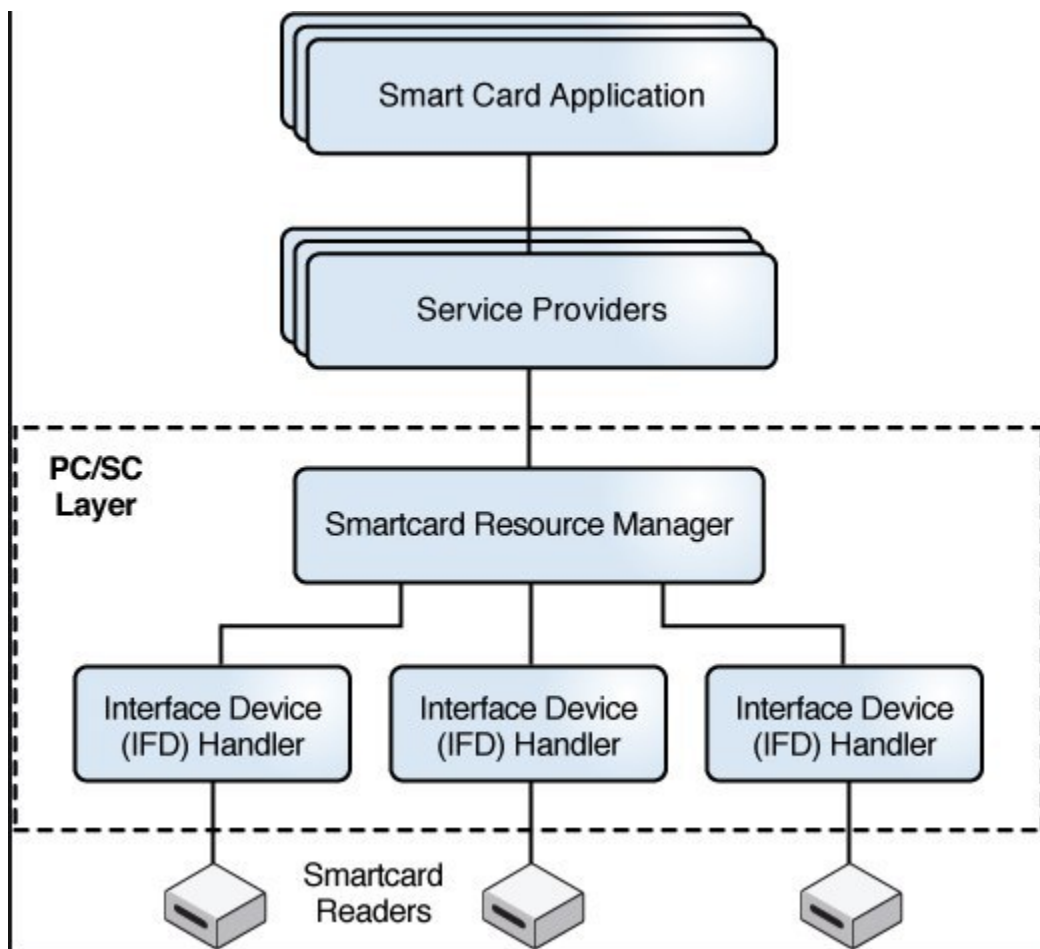 Smart Card Application
Service Providers
PC/SC
Layer
Smartcard Resource Manager
Interface Device
(IFD) Handler
Interface Device
(IFD) Handler
Interface Device
(IFD) Handler
Smartcard
Readers